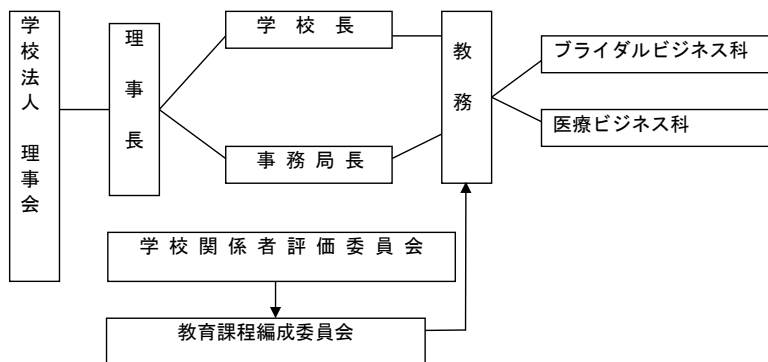 学校法人 理事会
理事長
学校長
事務局長
教務
ブライダルビジネス科
医療ビジネス科
学校関係者評価委員会
教育課程編成委員会